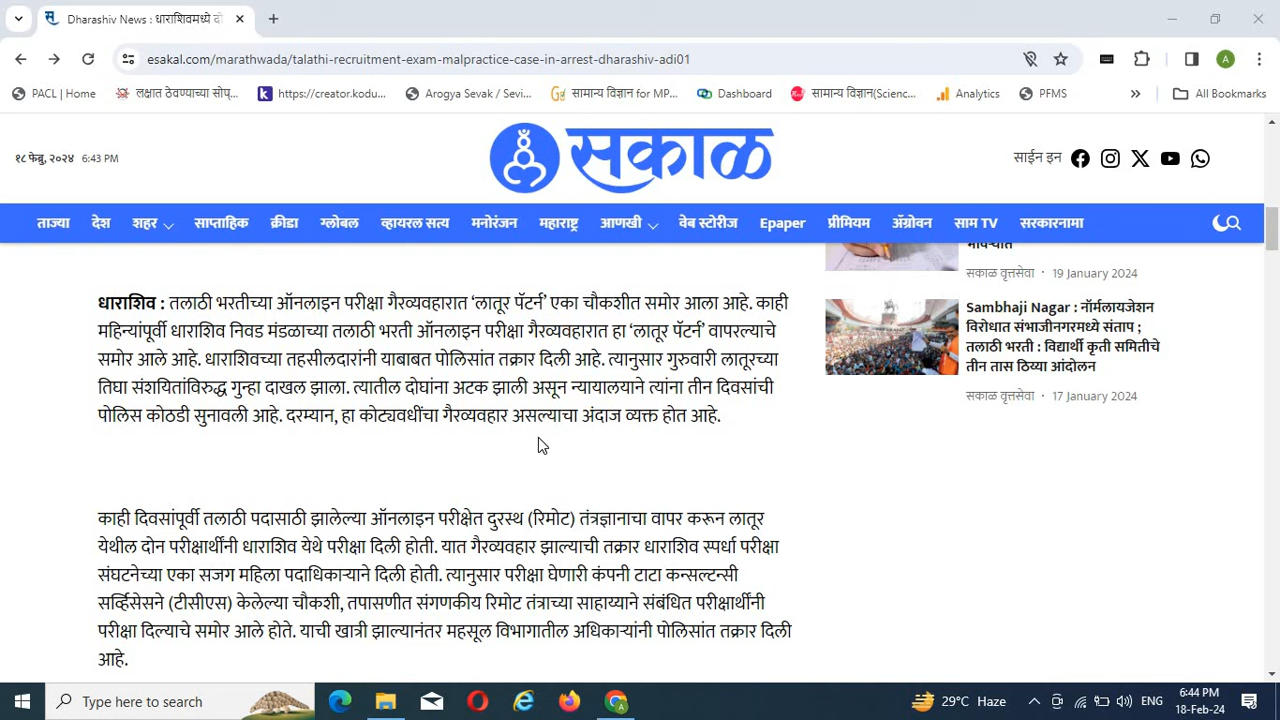 Dharashiv News : धाराशिवमध्ये दो
esakal.com/marathwada/talathi-recruitment-exam-malpractice-case-in-arrest-dharashiv-adi01
A
PACL | Home
लक्षात ठेवण्याच्या सोप्...
https://creator.kodu...
Arogya Sevak / Sevi...
सामान्य विज्ञान for MP...
Dashboard
सामान्य विज्ञान(Scienc...
Analytics
PFMS
»
All Bookmarks
१८ फेब्रु, २०२४ 6:43 PM
सकाळ
साईन इन
ताज्या देश शहर साप्ताहिक क्रीडा ग्लोबल व्हायरल सत्य मनोरंजन महाराष्ट्र आणखी वेब स्टोरीज Epaper प्रीमियम ॲग्रोवन साम TV सरकारनामा
सकाळ वृत्तसेवा · 19 January 2024
धाराशिव : तलाठी भरतीच्या ऑनलाइन परीक्षा गैरव्यवहारात 'लातूर पॅटर्न' एका चौकशीत समोर आला आहे. काही
महिन्यांपूर्वी धाराशिव निवड मंडळाच्या तलाठी भरती ऑनलाइन परीक्षा गैरव्यवहारात हा 'लातूर पॅटर्न' वापरल्याचे
समोर आले आहे. धाराशिवच्या तहसीलदारांनी याबाबत पोलिसांत तक्रार दिली आहे. त्यानुसार गुरुवारी लातूरच्या
तिघा संशयितांविरुद्ध गुन्हा दाखल झाला. त्यातील दोघांना अटक झाली असून न्यायालयाने त्यांना तीन दिवसांची
पोलिस कोठडी सुनावली आहे. दरम्यान, हा कोट्यवधींचा गैरव्यवहार असल्याचा अंदाज व्यक्त होत आहे.
Sambhaji Nagar : नॉर्मलायजेशन
विरोधात संभाजीनगरमध्ये संताप ;
तलाठी भरती : विद्यार्थी कृती समितीचे
तीन तास ठिय्या आंदोलन
सकाळ वृत्तसेवा · 17 January 2024
काही दिवसांपूर्वी तलाठी पदासाठी झालेल्या ऑनलाइन परीक्षेत दुरस्थ (रिमोट) तंत्रज्ञानाचा वापर करून लातूर
येथील दोन परीक्षार्थींनी धाराशिव येथे परीक्षा दिली होती. यात गैरव्यवहार झाल्याची तक्रार धाराशिव स्पर्धा परीक्षा
संघटनेच्या एका सजग महिला पदाधिकाऱ्याने दिली होती. त्यानुसार परीक्षा घेणारी कंपनी टाटा कन्सल्टन्सी
सर्व्हिसेसने (टीसीएस) केलेल्या चौकशी, तपासणीत संगणकीय रिमोट तंत्राच्या साहाय्याने संबंधित परीक्षार्थींनी
परीक्षा दिल्याचे समोर आले होते. याची खात्री झाल्यानंतर महसूल विभागातील अधिकाऱ्यांनी पोलिसांत तक्रार दिली
आहे.
Type here to search
29°C Haze
ENG
6:44 PM
18-Feb-24